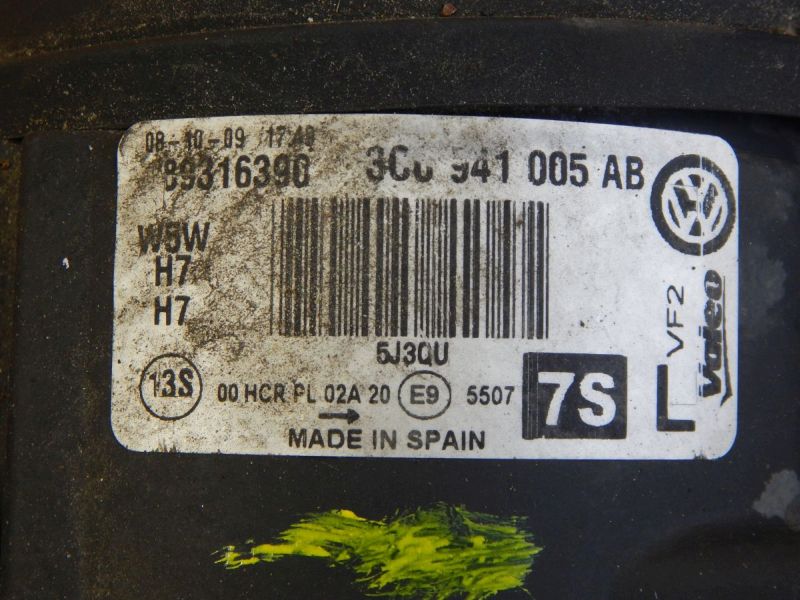 08-10-09 17:48
89316390 3C0 941 005 AB
W5W
H7
H7
5J3QU
13S 00 HCR PL 02A 20 E9 5507 7S
→
MADE IN SPAIN
L
VF2
Valeo